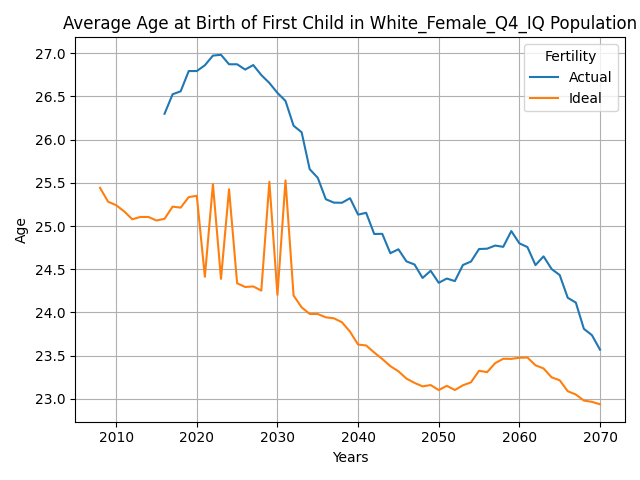 Average Age at Birth of First Child in White_Female_Q4_IQ Population
Fertility
Actual
Ideal
27.0
26.5
26.0
25.5
25.0
24.5
24.0
23.5
23.0
Age
2010 2020 2030 2040 2050 2060 2070
Years